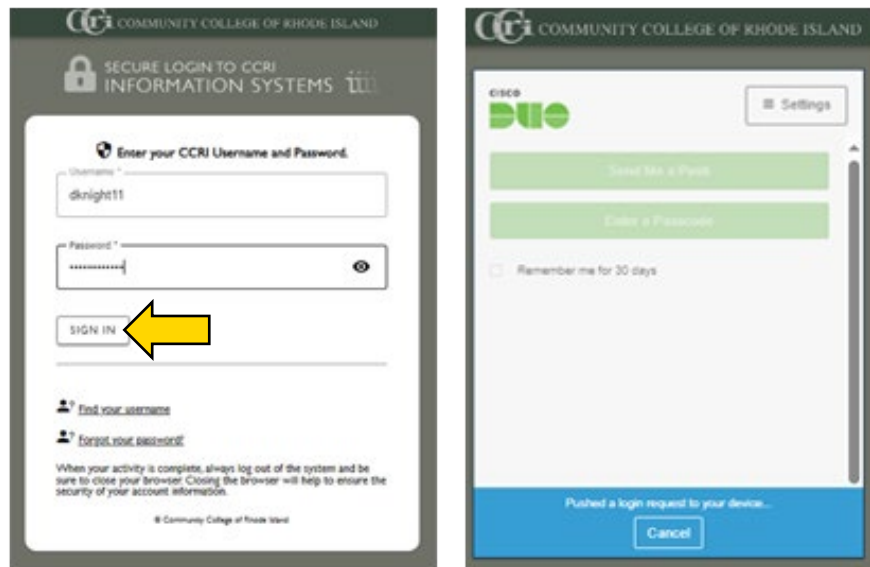 CCRI COMMUNITY COLLEGE OF RHODE ISLAND
SECURE LOGIN TO CCRI
INFORMATION SYSTEMS
Enter your CCRI Username and Password.
Username *
dknight11
Password *
••••••••••••
SIGN IN
Find your username
Forgot your password?
When your activity is complete, always log out of the system and be
sure to close your browser. Closing the browser will help to ensure the
security of your account information.
© Community College of Rhode Island
CCRI COMMUNITY COLLEGE OF RHODE ISLAND
CISCO
DUO
Settings
Send Me a Push
Enter a Passcode
Remember me for 30 days
Pushed a login request to your device...
Cancel